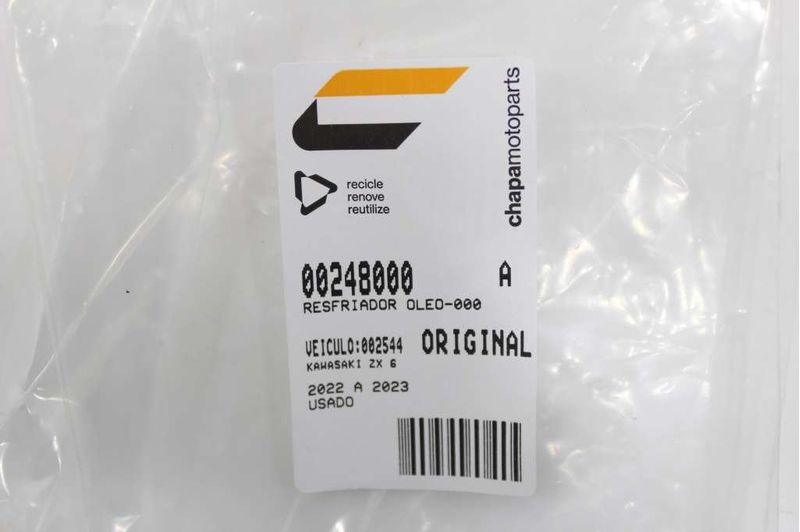 chapamotoparts
recicle
renove
reutilize
00248000 A
RESFRIADOR OLEO-000
VEICULO:002544 ORIGINAL
KAWASAKI ZX 6
2022 A 2023
USADO